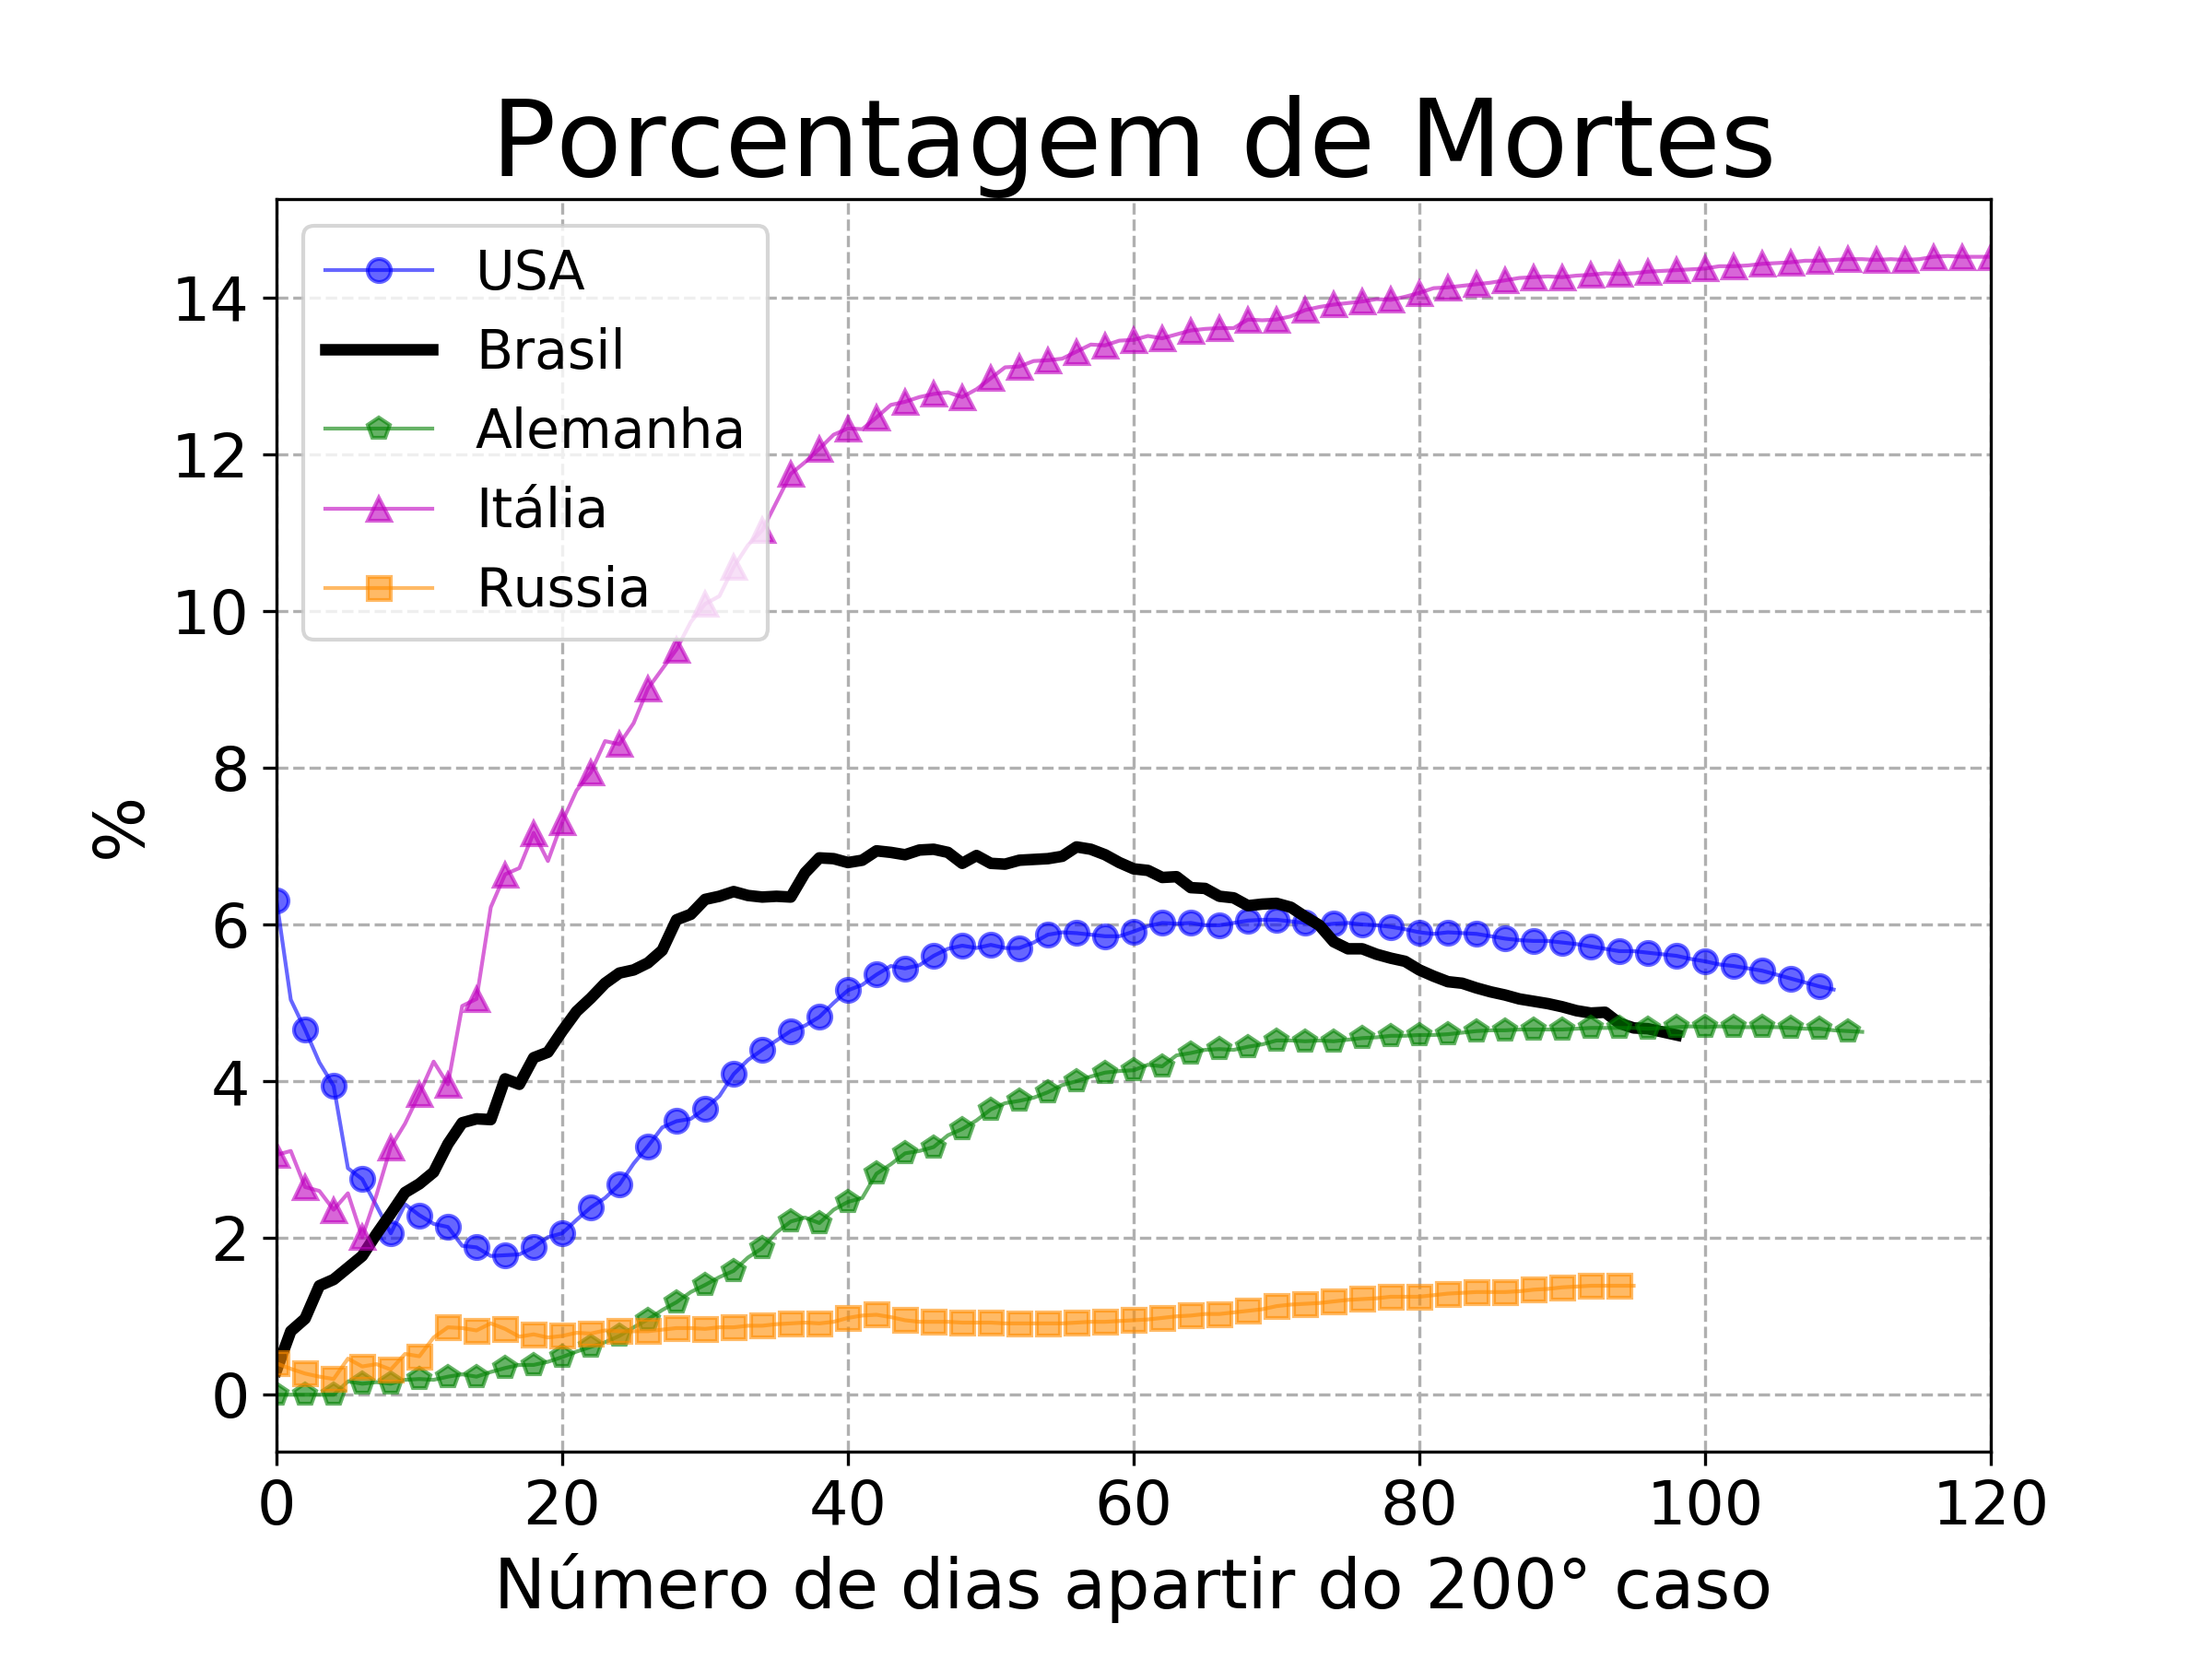 Porcentagem de Mortes
USA
Brasil
Alemanha
Itália
Russia
14
12
10
8
6
4
2
0
%
0 20 40 60 80 100 120
Número de dias apartir do 200° caso